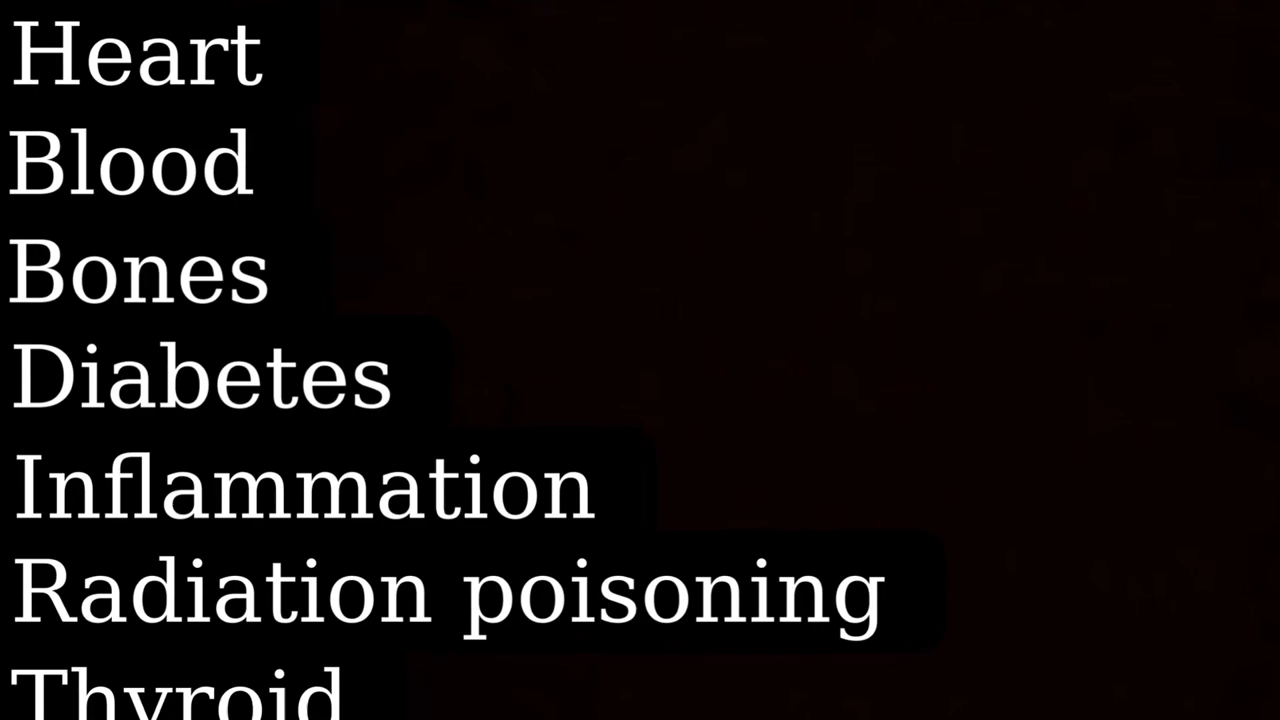 Heart
Blood
Bones
Diabetes
Inflammation
Radiation poisoning
Thyroid